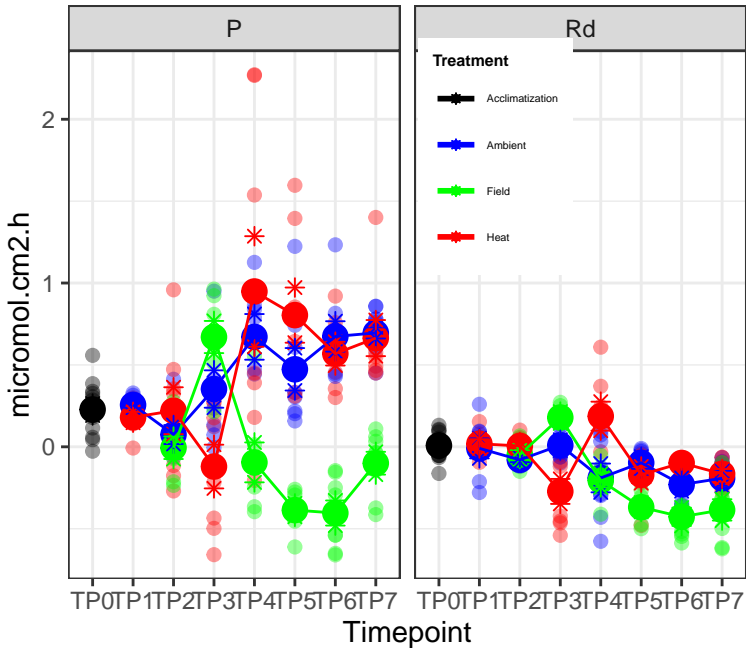 P
Rd
Treatment
Acclimatization
Ambient
Field
Heat
2
1
0
micromol.cm2.h
TP0TP1TP2TP3TP4TP5TP6TP7
TP0TP1TP2TP3TP4TP5TP6TP7
Timepoint